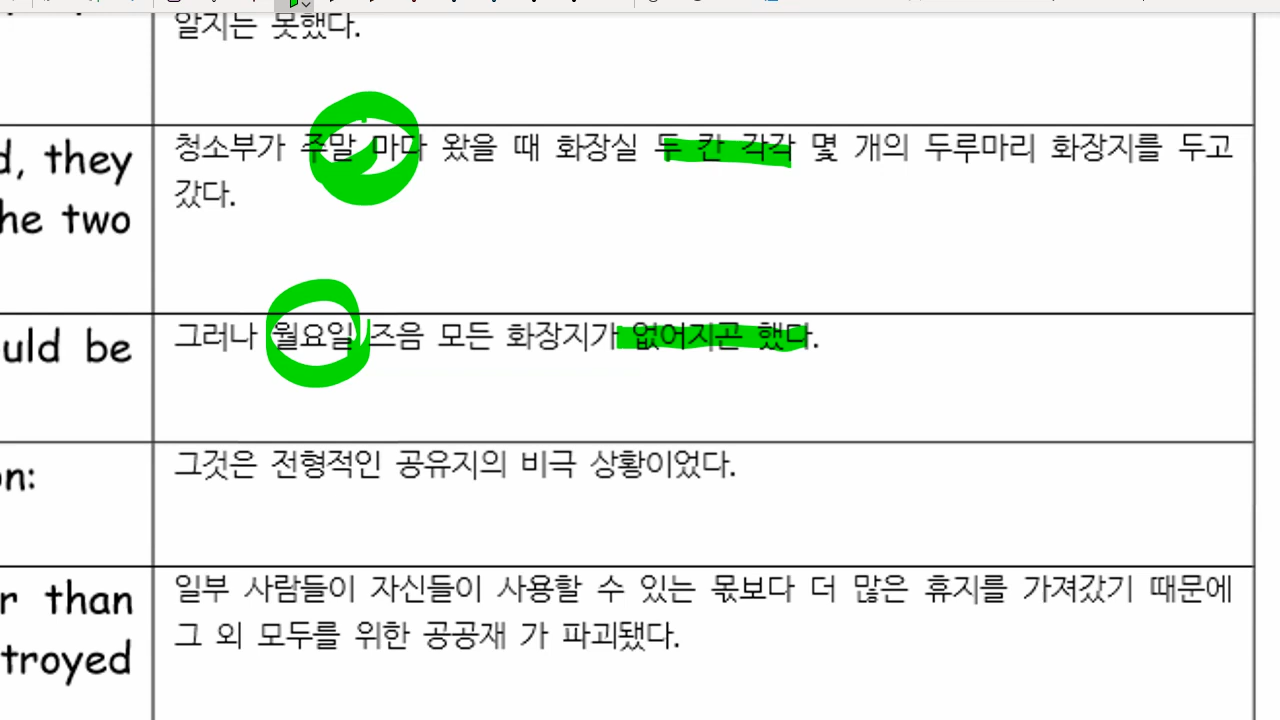 알지는 못했다.
d, they
he two
청소부가 주말 마다 왔을 때 화장실 두 칸 각각 몇 개의 두루마리 화장지를 두고
갔다.
uld be
그러나 월요일 즈음 모든 화장지가 없어지곤 했다.
on:
그것은 전형적인 공유지의 비극 상황이었다.
r than
troyed
일부 사람들이 자신들이 사용할 수 있는 몫보다 더 많은 휴지를 가져갔기 때문에
그 외 모두를 위한 공공재 가 파괴됐다.